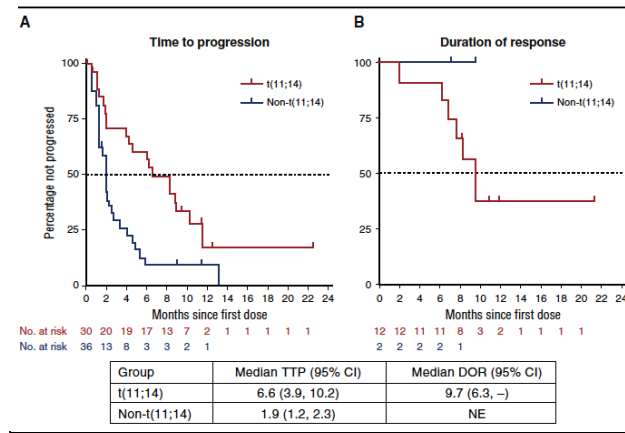 A
Time to progression
t(11;14)
Non-t(11;14)
Percentage not progressed
100
75
50
25
0
0 2 4 6 8 10 12 14 16 18 20 22 24
Months since first dose
No. at risk 30 20 19 17 13 7 2 1 1 1 1 1
No. at risk 36 13 8 3 3 2 1
B
Duration of response
t(11;14)
Non-t(11;14)
100
75
50
25
0
0 2 4 6 8 10 12 14 16 18 20 22 24
Months since first dose
12 12 11 11 8 3 2 1 1 1 1
2 2 2 2 1
Group Median TTP (95% CI) Median DOR (95% CI)
t(11;14) 6.6 (3.9, 10.2) 9.7 (6.3, –)
Non-t(11;14) 1.9 (1.2, 2.3) NE